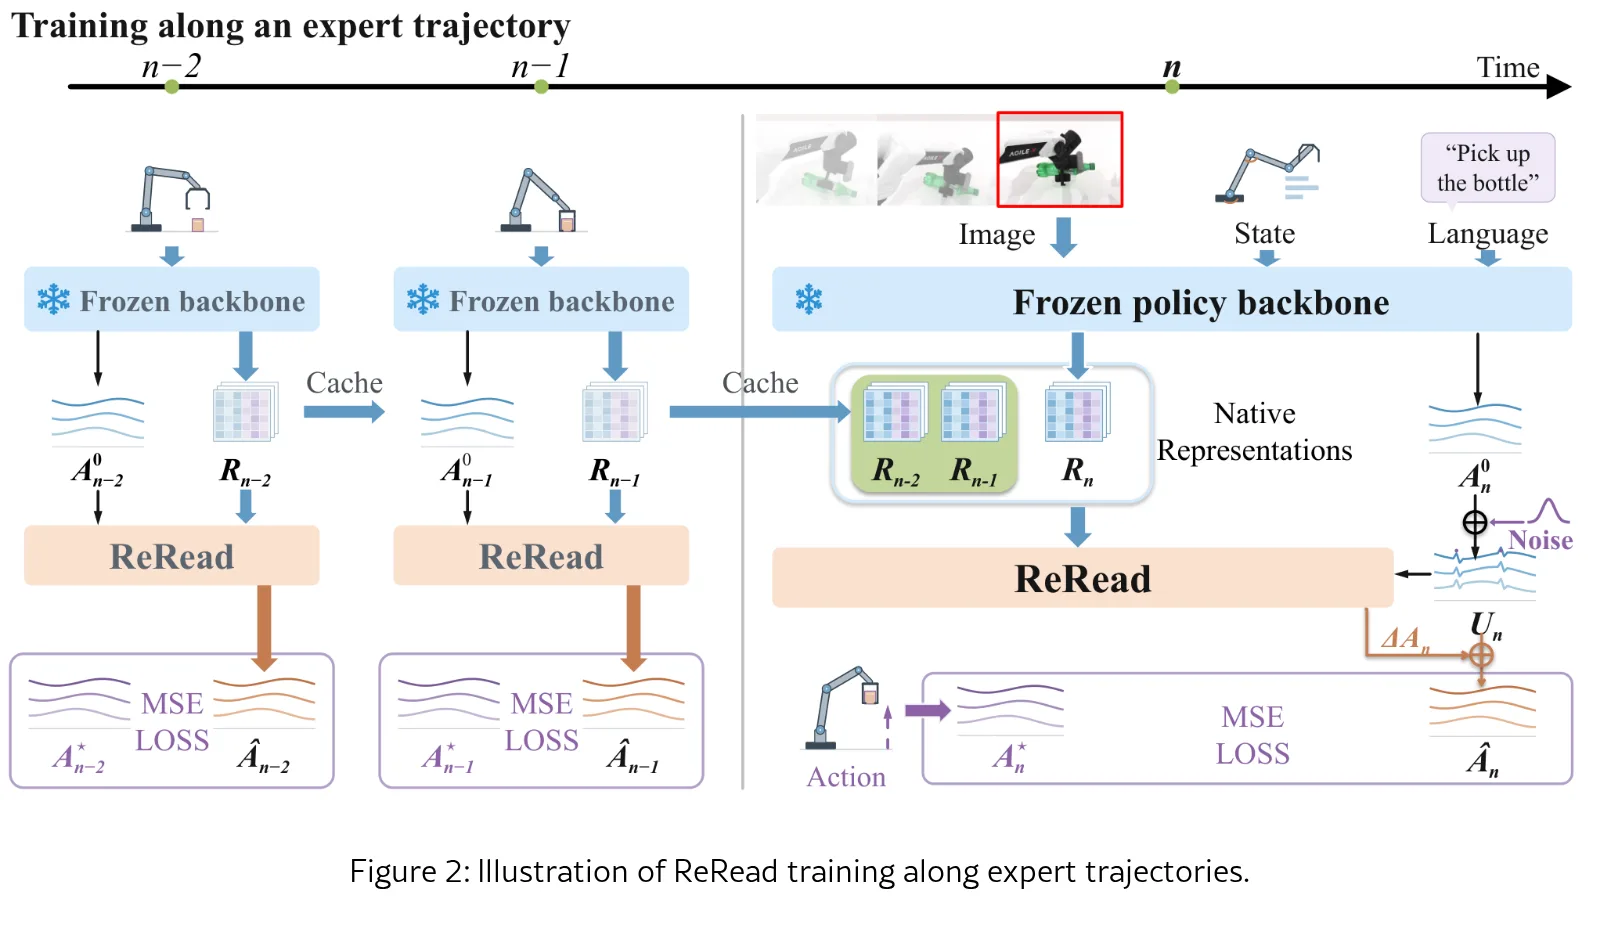 Training along an expert trajectory
n−2
n−1
n
Time
AGILE
AGILE
AGILE
"Pick up
the bottle"
Image
State
Language
Frozen backbone
Frozen backbone
Frozen policy backbone
Cache
Cache
Native
Representations
A⁰ₙ₋₂
Rₙ₋₂
A⁰ₙ₋₁
Rₙ₋₁
Rₙ₋₂
Rₙ₋₁
Rₙ
A⁰ₙ
Noise
ReRead
ReRead
ReRead
Uₙ
ΔAₙ
MSE
LOSS
A⋆ₙ₋₂
Âₙ₋₂
MSE
LOSS
A⋆ₙ₋₁
Âₙ₋₁
Action
A⋆ₙ
MSE
LOSS
Âₙ
Figure 2: Illustration of ReRead training along expert trajectories.